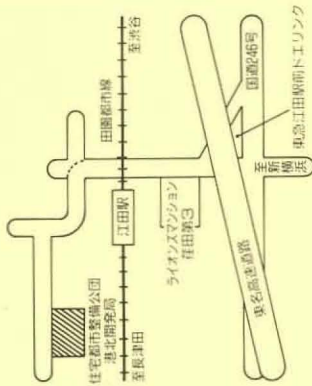 至渋谷
田園都市線
江田駅
至長津田
住宅都市整備公団
港北開発局
ライオンズマンション
荏田第3
東名高速道路
国道246号
東急江田駅前ドエリング
至新横浜